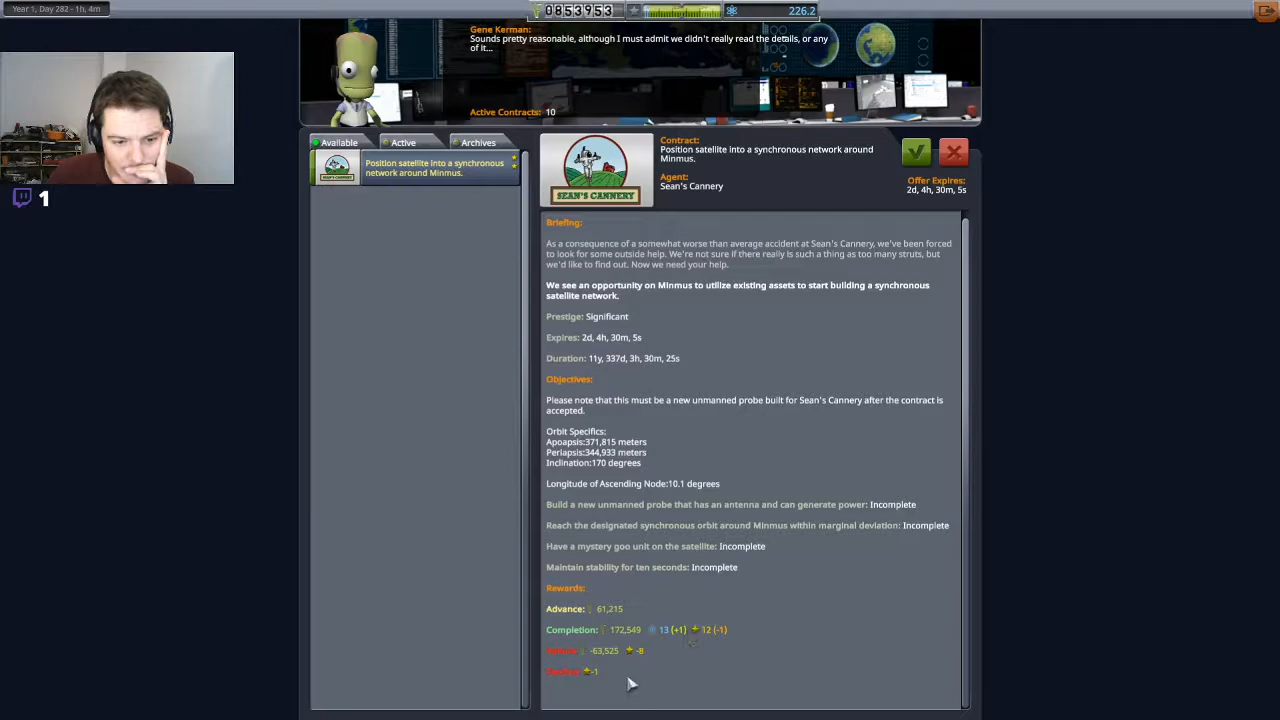 Year 1, Day 282 - 1h, 4m
0853953
226.2
Gene Kerman:
Sounds pretty reasonable, although I must admit we didn't really read the details, or any
of it...
Active Contracts: 10
Available
Active
Archives
Position satellite into a synchronous
network around Minmus.
SEAN'S CANNERY
Contract:
Position satellite into a synchronous network around
Minmus.
Agent:
Sean's Cannery
Offer Expires:
2d, 4h, 30m, 5s
1
Briefing:
As a consequence of a somewhat worse than average accident at Sean's Cannery, we've been forced
to look for some outside help. We're not sure if there really is such a thing as too many struts, but
we'd like to find out. Now we need your help.
We see an opportunity on Minmus to utilize existing assets to start building a synchronous
satellite network.
Prestige: Significant
Expires: 2d, 4h, 30m, 5s
Duration: 11y, 337d, 3h, 30m, 25s
Objectives:
Please note that this must be a new unmanned probe built for Sean's Cannery after the contract is
accepted.
Orbit Specifics:
Apoapsis:371,815 meters
Periapsis:344,933 meters
Inclination:170 degrees
Longitude of Ascending Node:10.1 degrees
Build a new unmanned probe that has an antenna and can generate power: Incomplete
Reach the designated synchronous orbit around Minmus within marginal deviation: Incomplete
Have a mystery goo unit on the satellite: Incomplete
Maintain stability for ten seconds: Incomplete
Rewards:
Advance: 61,215
Completion: 172,549 13 (+1) 12 (-1)
-63,525 -8
-1